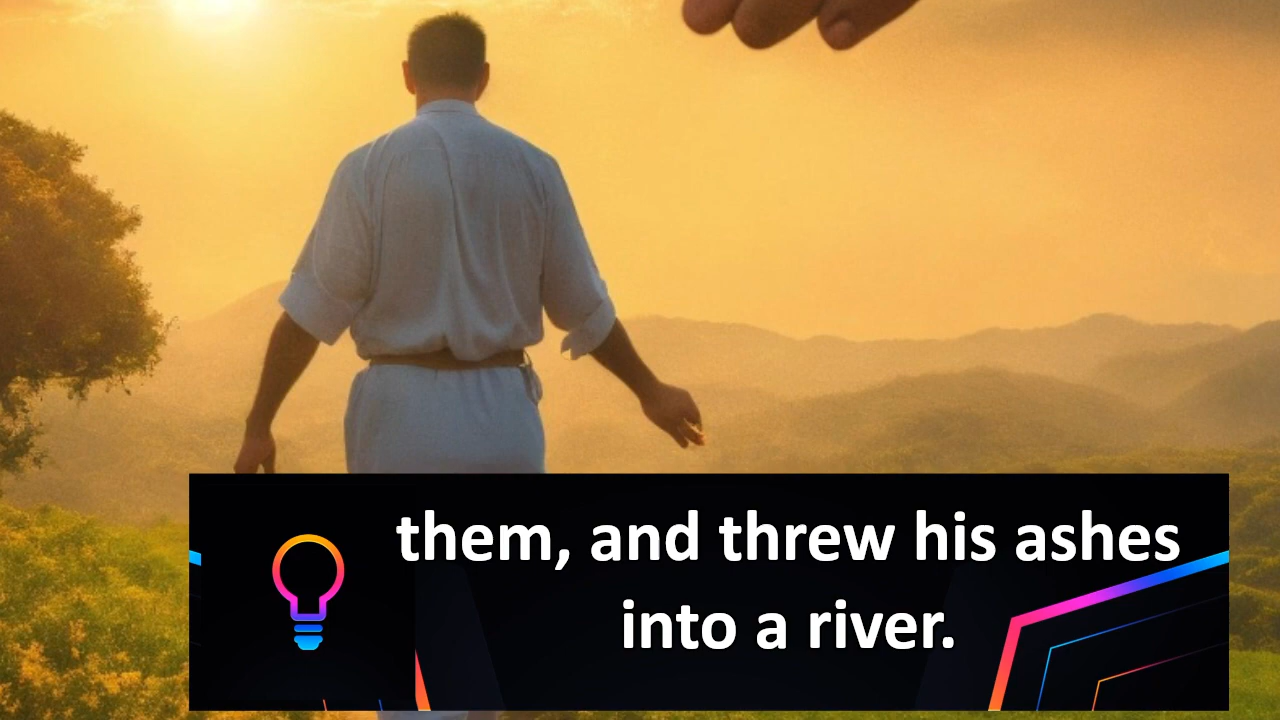 them, and threw his ashes
into a river.